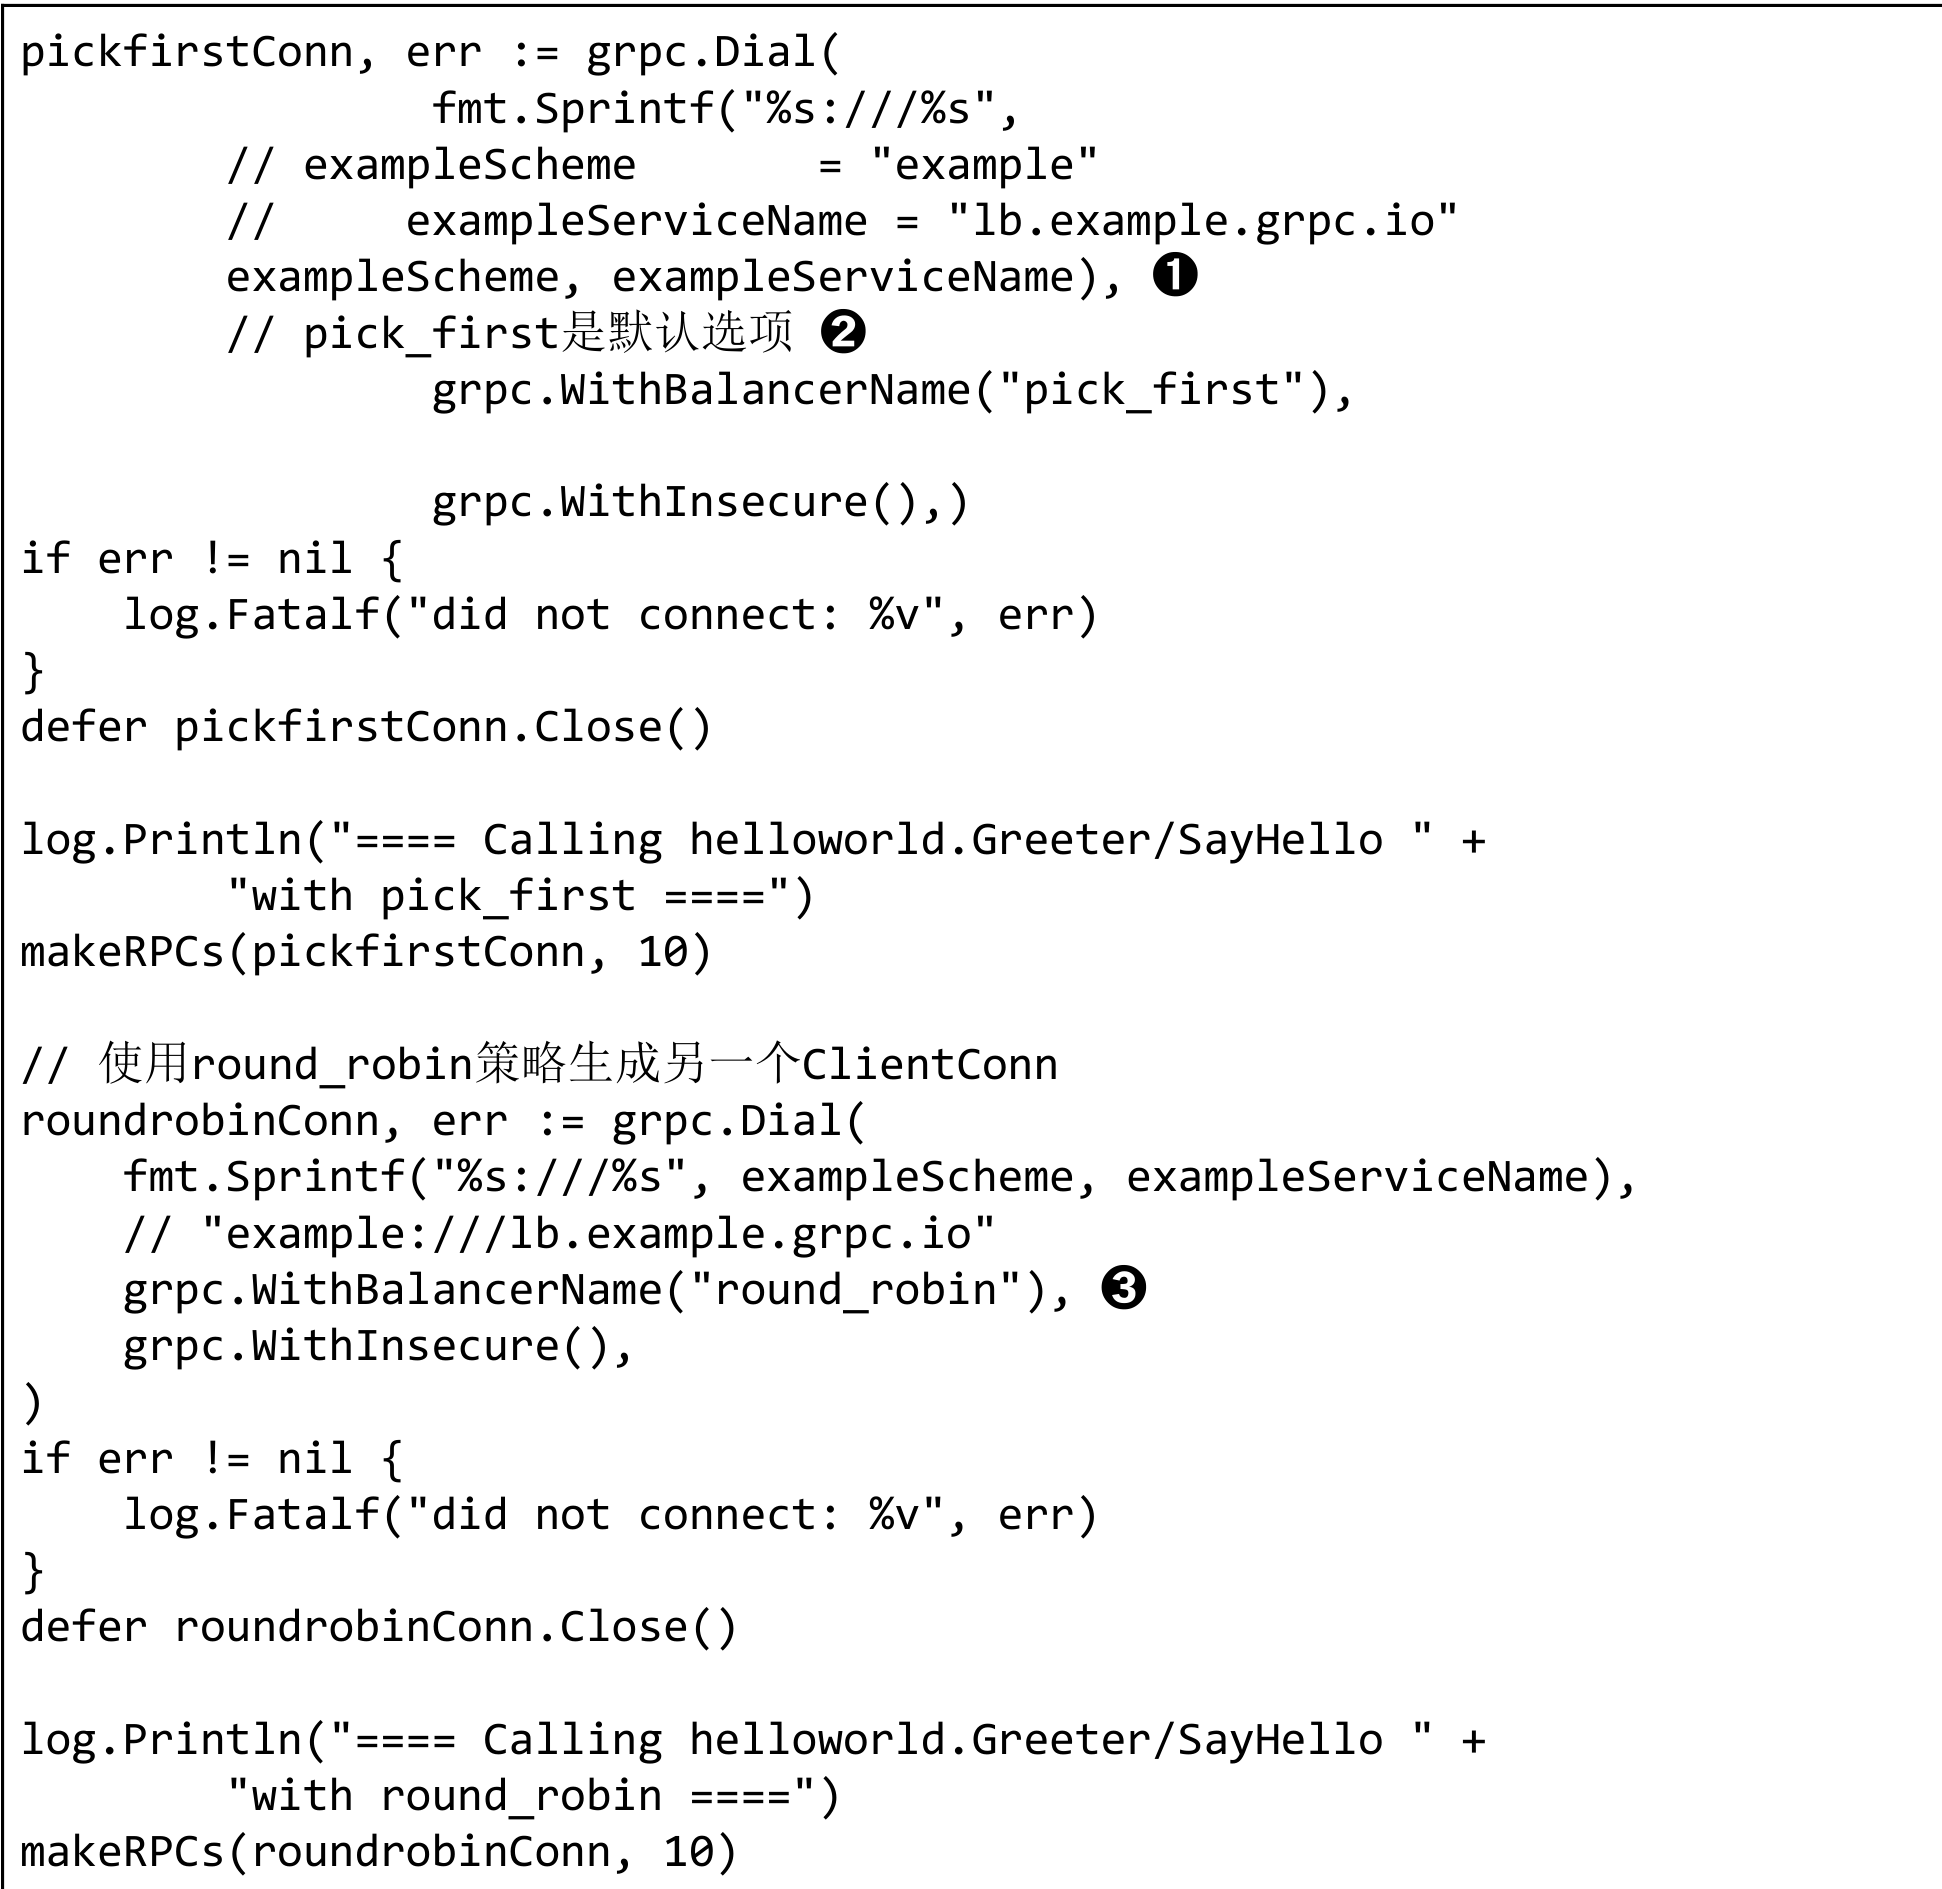 pickfirstConn, err := grpc.Dial(
                fmt.Sprintf("%s:///%s",
        // exampleScheme       = "example"
        //     exampleServiceName = "lb.example.grpc.io"
        exampleScheme, exampleServiceName), ❶
        // pick_first是默认选项 ❷
                grpc.WithBalancerName("pick_first"),

                grpc.WithInsecure(),)
if err != nil {
    log.Fatalf("did not connect: %v", err)
}
defer pickfirstConn.Close()

log.Println("==== Calling helloworld.Greeter/SayHello " +
        "with pick_first ====")
makeRPCs(pickfirstConn, 10)

// 使用round_robin策略生成另一个ClientConn
roundrobinConn, err := grpc.Dial(
    fmt.Sprintf("%s:///%s", exampleScheme, exampleServiceName),
    // "example:///lb.example.grpc.io"
    grpc.WithBalancerName("round_robin"), ❸
    grpc.WithInsecure(),
)
if err != nil {
    log.Fatalf("did not connect: %v", err)
}
defer roundrobinConn.Close()

log.Println("==== Calling helloworld.Greeter/SayHello " +
        "with round_robin ====")
makeRPCs(roundrobinConn, 10)